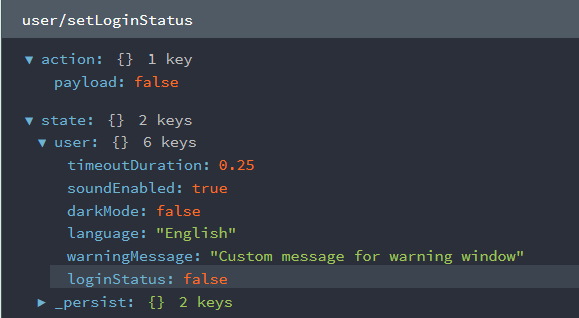 user/setLoginStatus
▼ action: {} 1 key
payload: false
▼ state: {} 2 keys
▼ user: {} 6 keys
timeoutDuration: 0.25
soundEnabled: true
darkMode: false
language: "English"
warningMessage: "Custom message for warning window"
loginStatus: false
▶ _persist: {} 2 keys